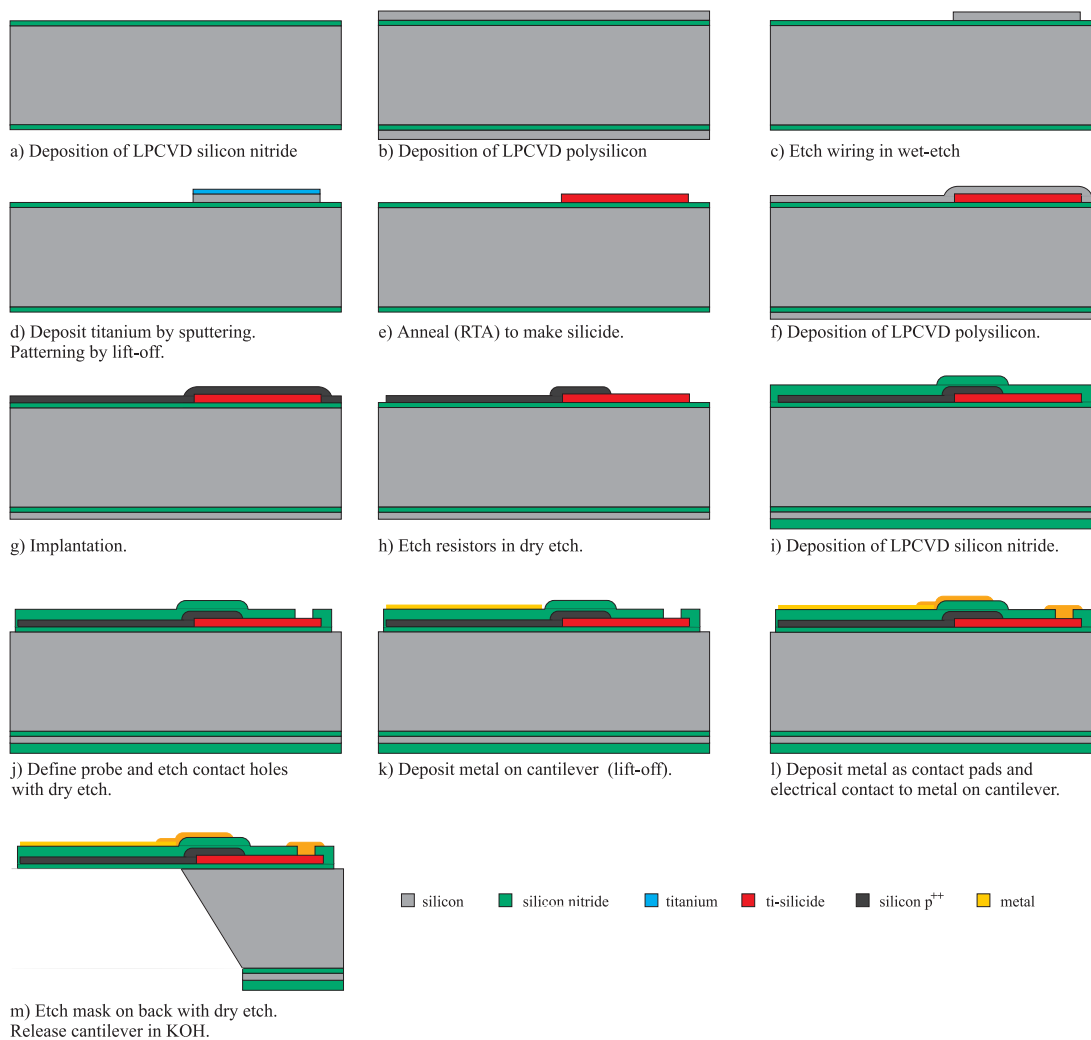 a) Deposition of LPCVD silicon nitride
b) Deposition of LPCVD polysilicon
c) Etch wiring in wet-etch
d) Deposit titanium by sputtering.
Patterning by lift-off.
e) Anneal (RTA) to make silicide.
f) Deposition of LPCVD polysilicon.
g) Implantation.
h) Etch resistors in dry etch.
i) Deposition of LPCVD silicon nitride.
j) Define probe and etch contact holes
with dry etch.
k) Deposit metal on cantilever (lift-off).
l) Deposit metal as contact pads and
electrical contact to metal on cantilever.
silicon
silicon nitride
titanium
ti-silicide
silicon p++
metal
m) Etch mask on back with dry etch.
Release cantilever in KOH.